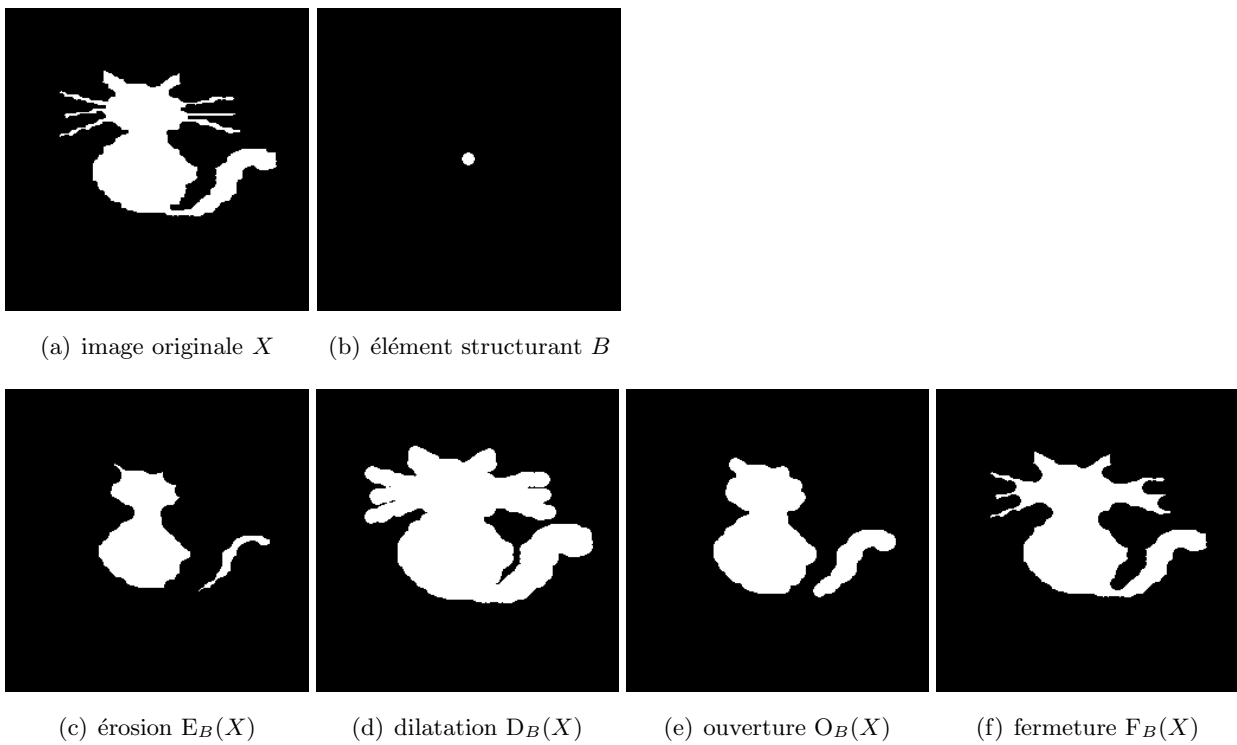 (a) image originale X
(b) élément structurant B
(c) érosion E_B(X)
(d) dilatation D_B(X)
(e) ouverture O_B(X)
(f) fermeture F_B(X)